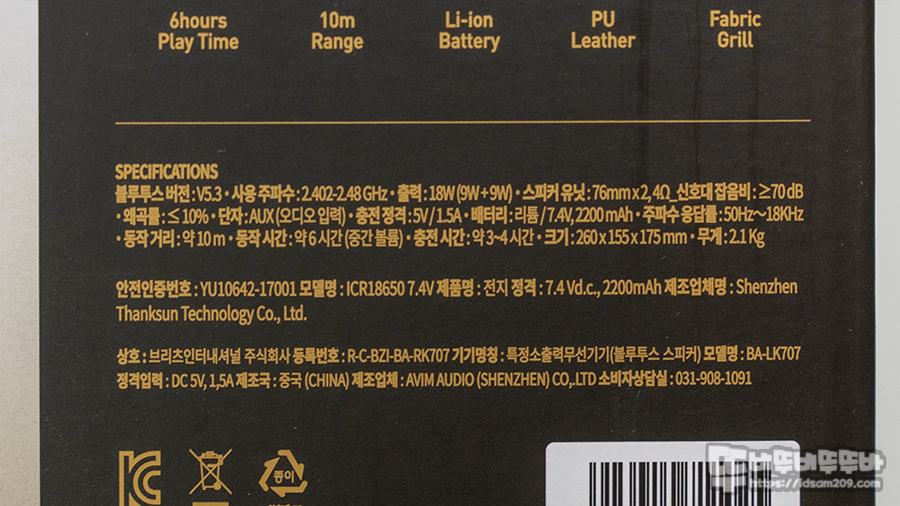 6hours
Play Time
10m
Range
Li-ion
Battery
PU
Leather
Fabric
Grill
SPECIFICATIONS
블루투스 버전 : V5.3 • 사용 주파수 : 2.402-2.48 GHz • 출력 : 18W (9W + 9W) • 스피커 유닛 : 76mm x 2, 4Ω_신호대 잡음비 : ≥70 dB
• 왜곡률 : ≤ 10% • 단자 : AUX (오디오 입력) • 충전 정격 : 5V / 1.5A • 배터리 : 리튬 / 7.4V, 2200 mAh • 주파수 응답률 : 50Hz~18KHz
• 동작 거리 : 약 10 m • 동작 시간 : 약 6 시간 (중간 볼륨) • 충전 시간 : 약 3~4 시간 • 크기 : 260 x 155 x 175 mm • 무게 : 2.1 Kg
안전인증번호 : YU10642-17001 모델명 : ICR18650 7.4V 제품명 : 전지 정격 : 7.4 Vd.c., 2200mAh 제조업체명 : Shenzhen
Thanksun Technology Co., Ltd.
상호 : 브리츠인터내셔널 주식회사 등록번호 : R-C-BZI-BA-RK707 기기명칭 : 특정소출력무선기기(블루투스 스피커) 모델명 : BA-LK707
정격입력 : DC 5V, 1,5A 제조국 : 중국 (CHINA) 제조업체 : AVIM AUDIO (SHENZHEN) CO,.LTD 소비자상담실 : 031-908-1091
종이
뚜버뚜뚜바
https://idsam209.com